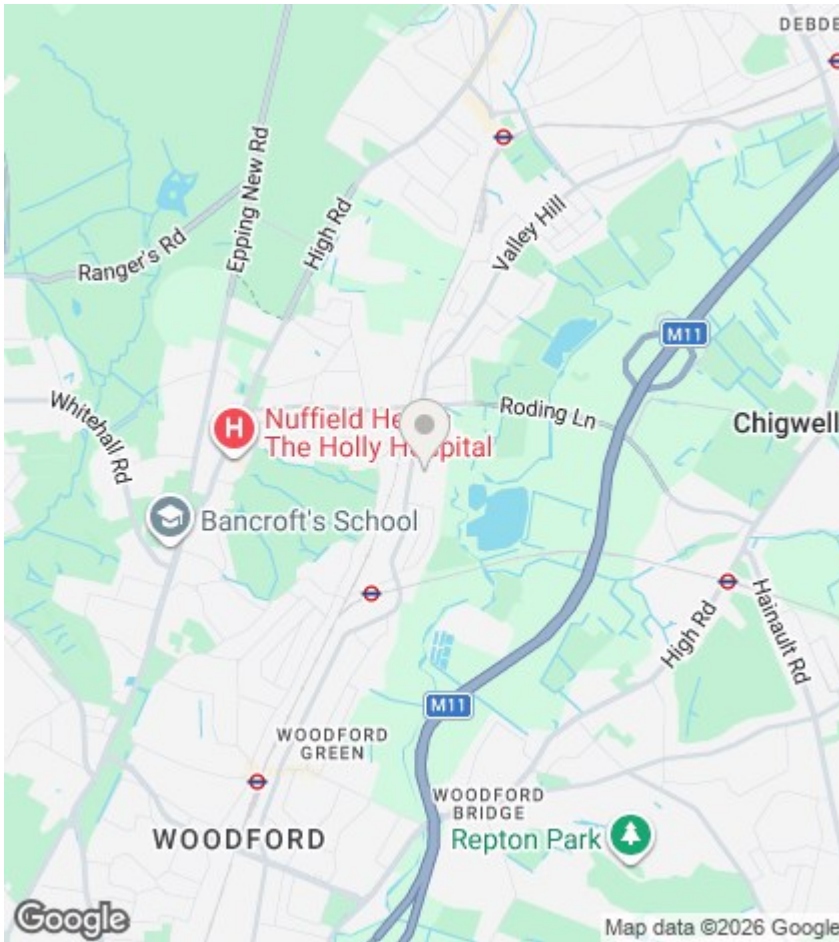 DEBDE
Epping New Rd
High Rd
Ranger's Rd
Valley Hill
M11
Whitehall Rd
Roding Ln
Chigwell
H
Nuffield He
The Holly Hospital
Bancroft's School
High Rd
Hainault Rd
M11
WOODFORD
GREEN
WOODFORD
BRIDGE
WOODFORD
Repton Park
Google
Map data ©2026 Google